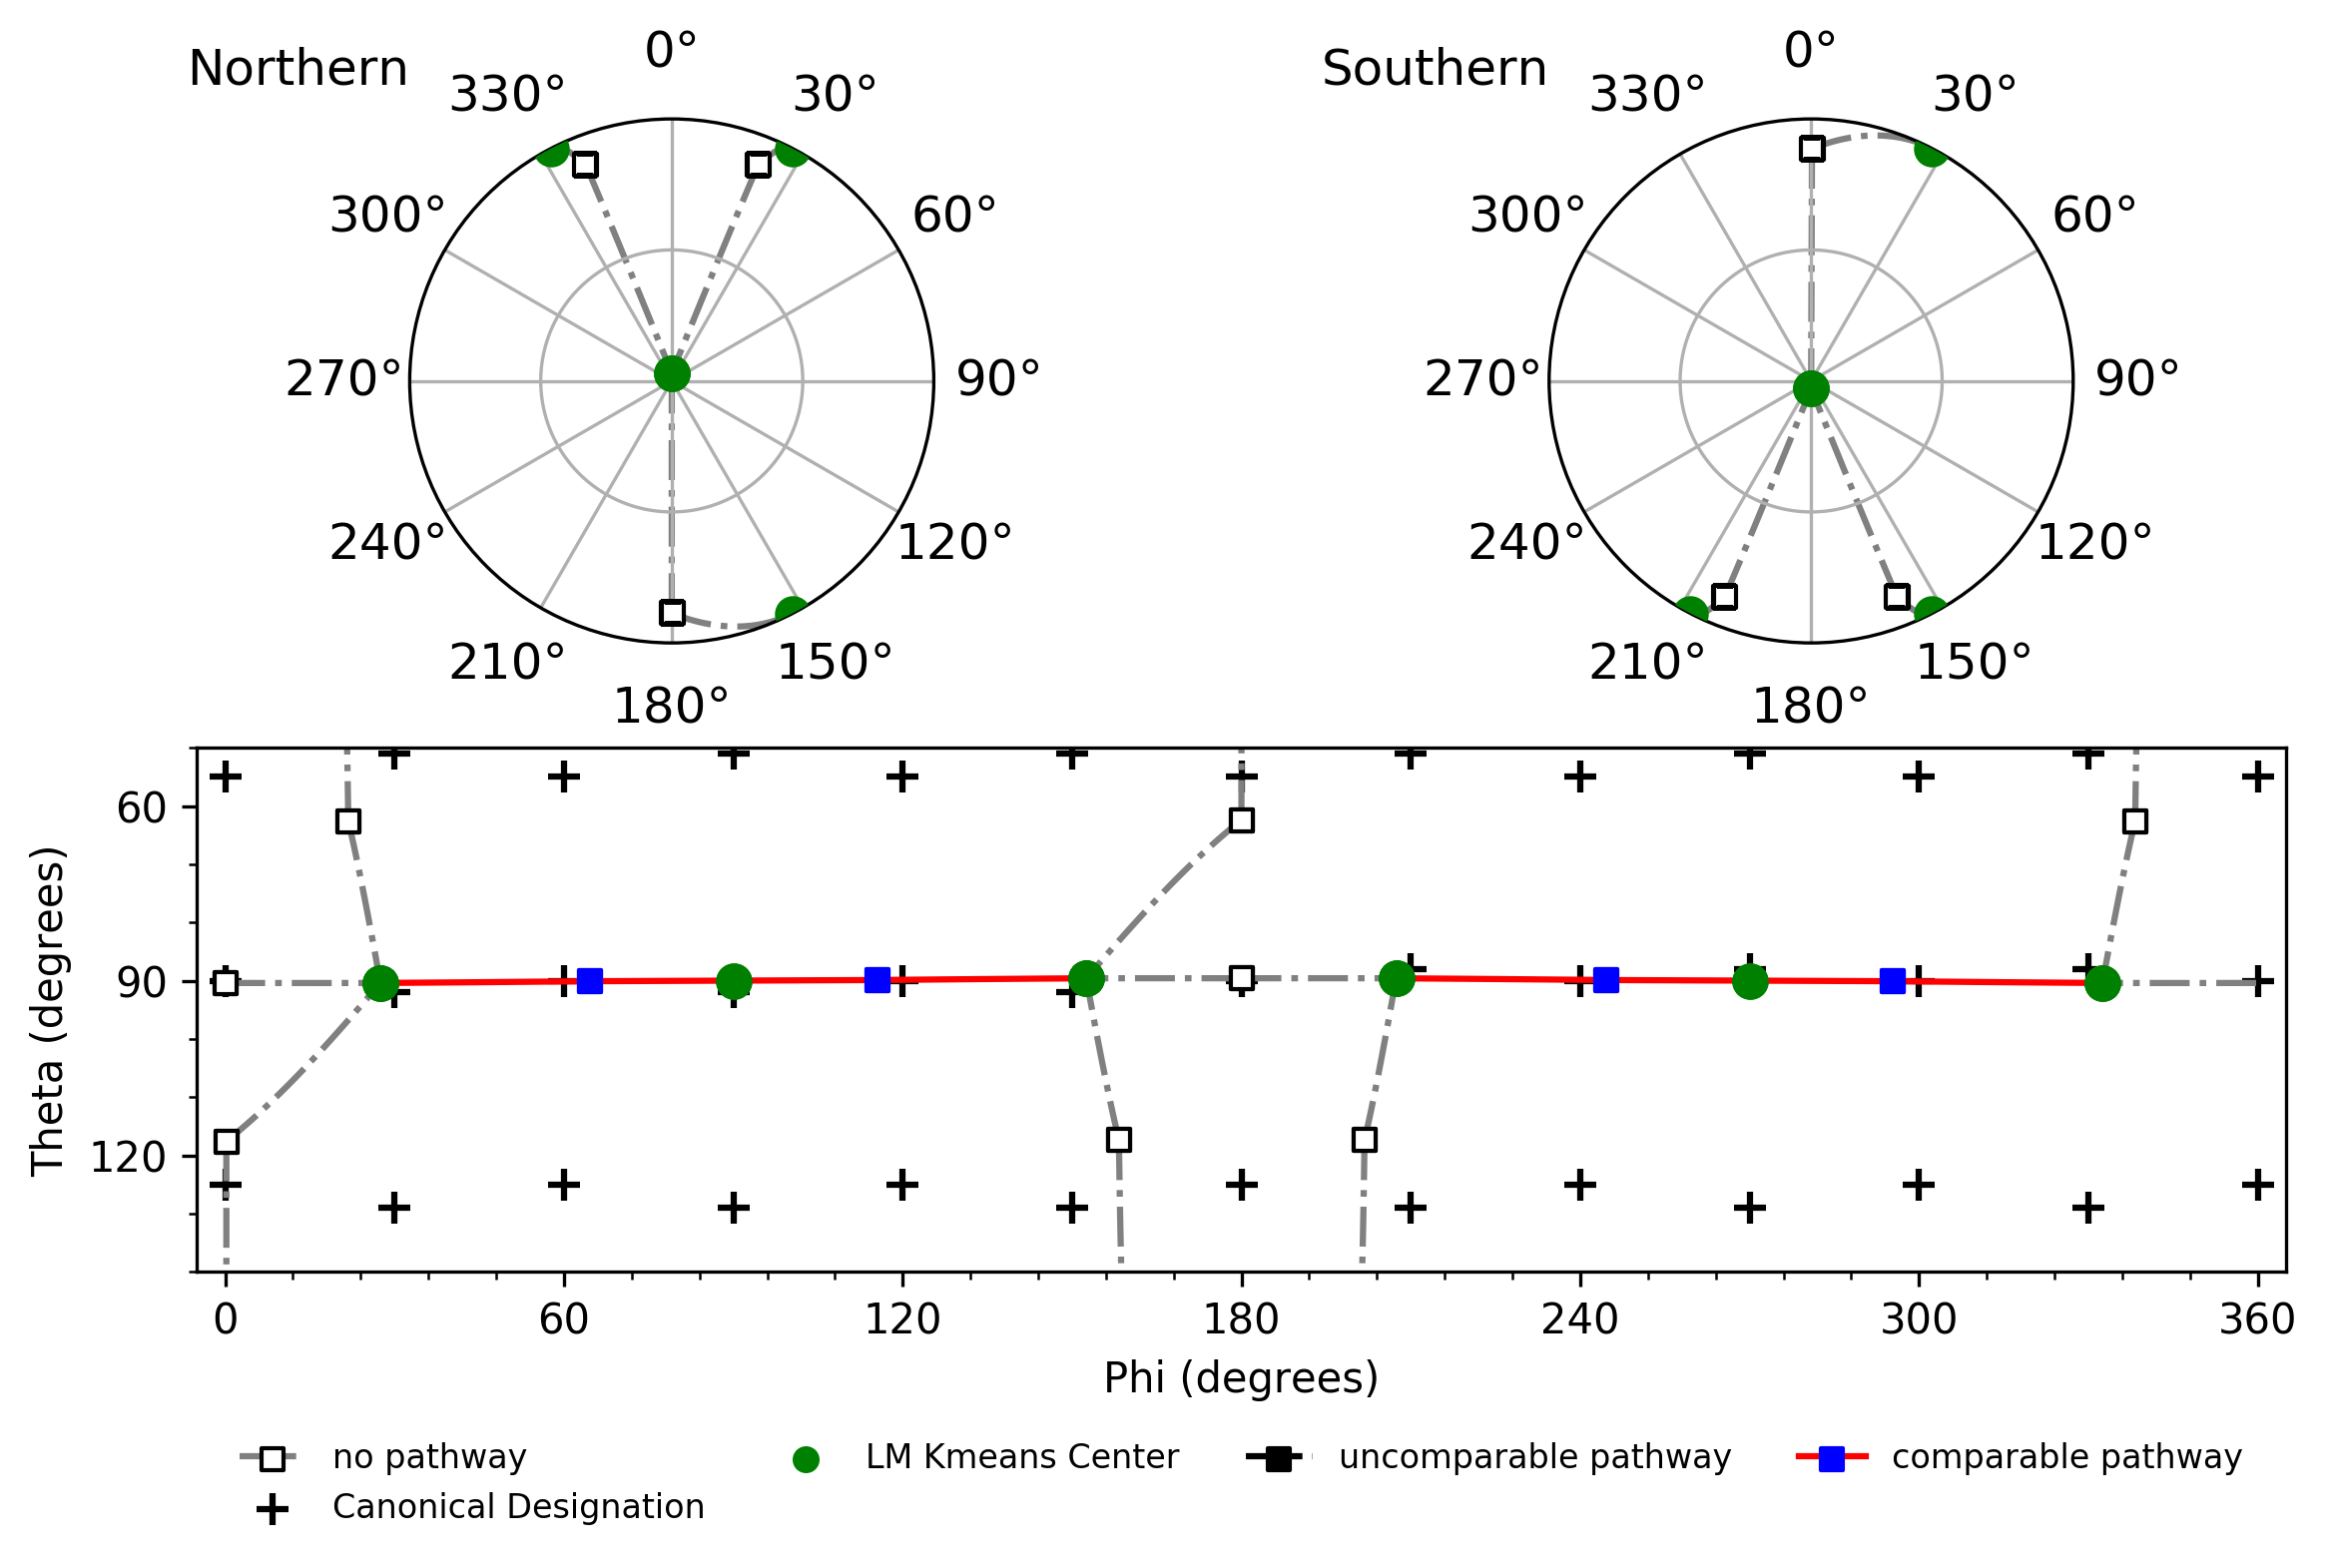 Northern
0°
330°
30°
300°
60°
270°
90°
240°
120°
210°
150°
180°
Southern
0°
330°
30°
300°
60°
270°
90°
240°
120°
210°
150°
180°
Theta (degrees)
60
90
120
0 60 120 180 240 300 360
Phi (degrees)
no pathway
Canonical Designation
LM Kmeans Center
uncomparable pathway
comparable pathway